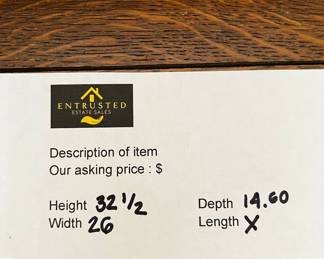 ENTRUSTED
ESTATE SALES
Description of item
Our asking price : $
Height 32 1/2 Depth 14.60
Width 26 Length X